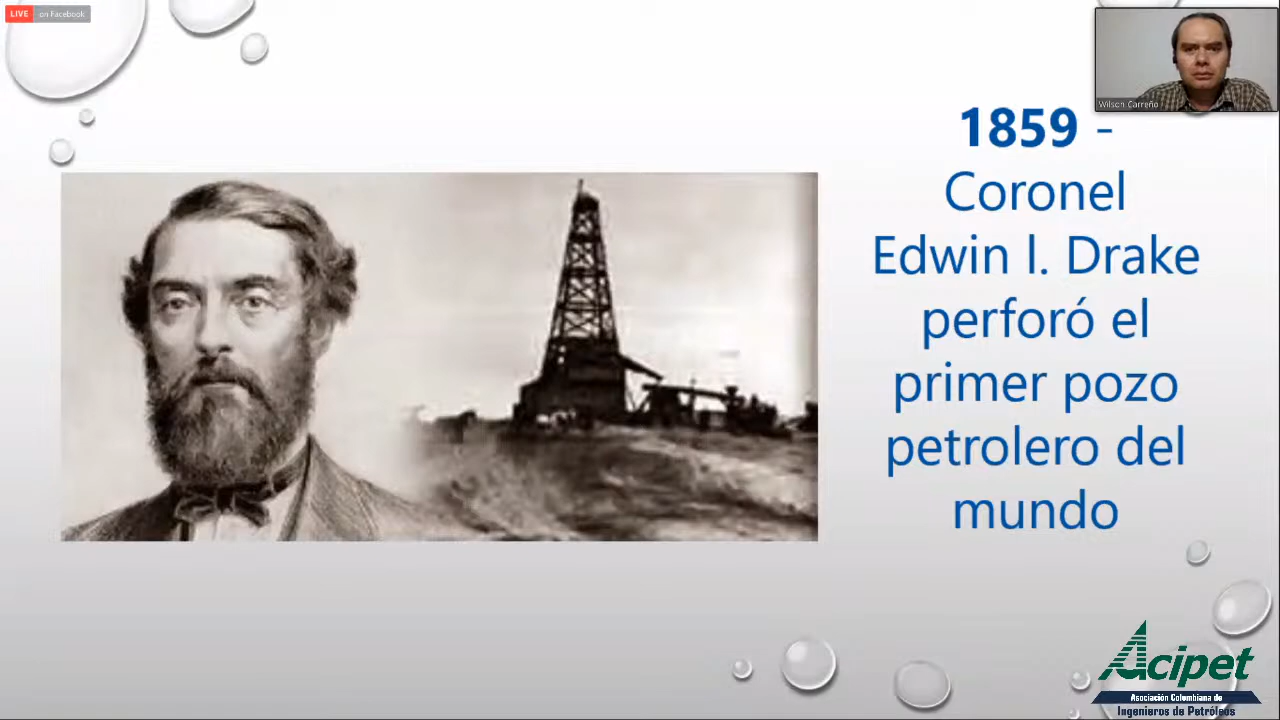 LIVE on Facebook
Wilson Carreño
1859 -
Coronel
Edwin l. Drake
perforó el
primer pozo
petrolero del
mundo
Acipet
Asociación Colombiana de
Ingenieros de Petróleos